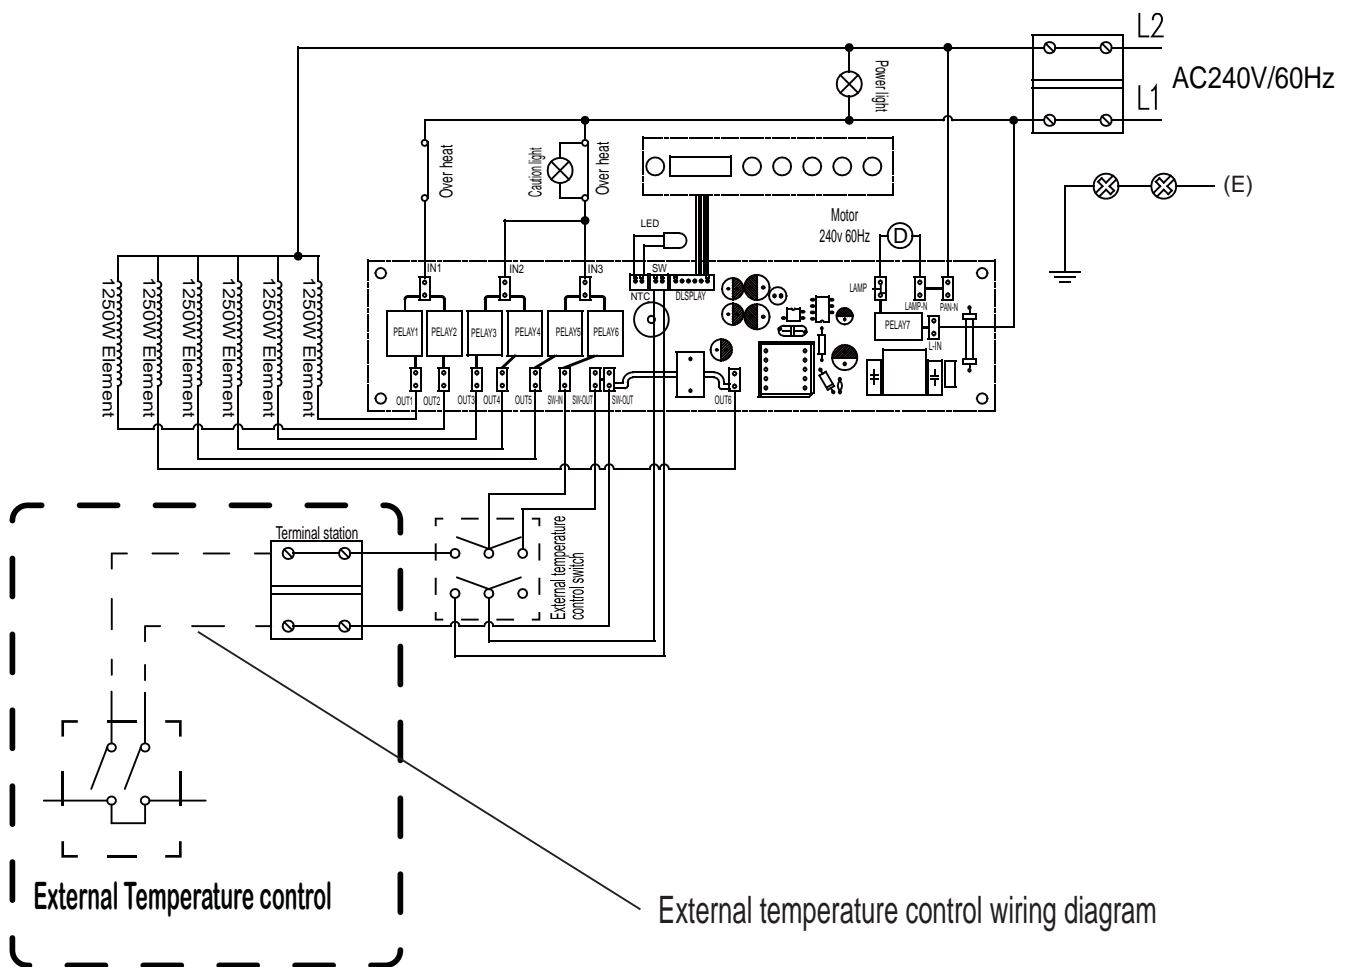 L2
AC240V/60Hz
L1
Power light
Over heat
Caution light
Over heat
(E)
Motor
240v 60Hz
D
LED
IN1
IN2
IN3
SW
NTC
DLSPLAY
LAMP
LAMP-N
PAN-N
L-IN
PELAY1
PELAY2
PELAY3
PELAY4
PELAY5
PELAY6
PELAY7
1250W Element
1250W Element
1250W Element
1250W Element
1250W Element
1250W Element
OUT1
OUT2
OUT3
OUT4
OUT5
SW-IN
SW-OUT
SW-OUT
OUT6
Terminal station
External temperature
control switch
External Temperature control
External temperature control wiring diagram